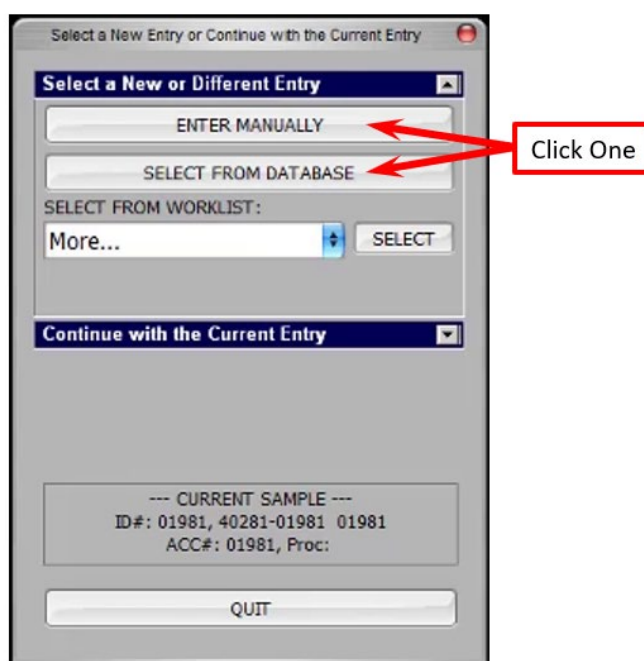 Select a New Entry or Continue with the Current Entry
Select a New or Different Entry
ENTER MANUALLY
Click One
SELECT FROM DATABASE
SELECT FROM WORKLIST:
More... SELECT
Continue with the Current Entry
--- CURRENT SAMPLE ---
ID#: 01981, 40281-01981 01981
ACC#: 01981, Proc:
QUIT